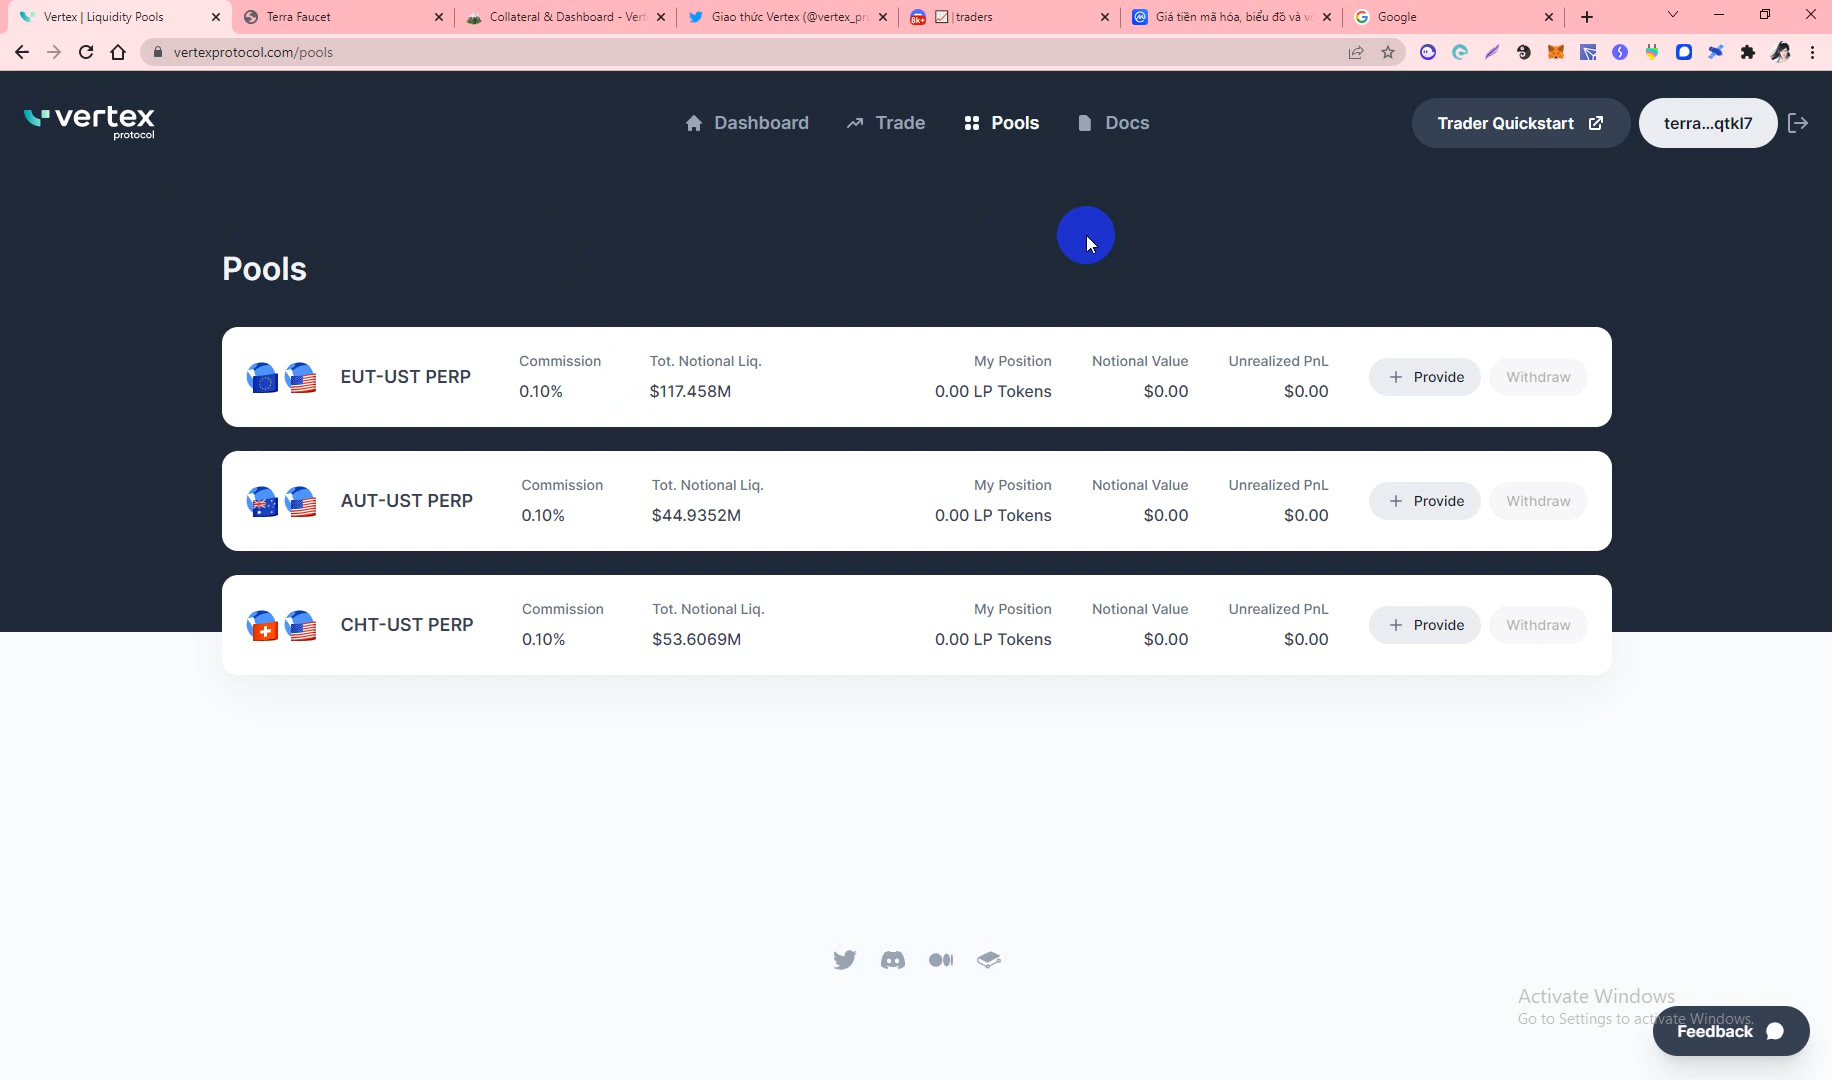 Vertex | Liquidity Pools
Terra Faucet
Collateral & Dashboard - Vert
Giao thức Vertex (@vertex_pr
8k+
|traders
Giá tiền mã hóa, biểu đồ và v
Google
vertexprotocol.com/pools
vertex
protocol
Dashboard
Trade
Pools
Docs
Trader Quickstart
terra...qtkl7
Pools
EUT-UST PERP
Commission
0.10%
Tot. Notional Liq.
$117.458M
My Position
0.00 LP Tokens
Notional Value
$0.00
Unrealized PnL
$0.00
+ Provide
Withdraw
AUT-UST PERP
Commission
0.10%
Tot. Notional Liq.
$44.9352M
My Position
0.00 LP Tokens
Notional Value
$0.00
Unrealized PnL
$0.00
+ Provide
Withdraw
CHT-UST PERP
Commission
0.10%
Tot. Notional Liq.
$53.6069M
My Position
0.00 LP Tokens
Notional Value
$0.00
Unrealized PnL
$0.00
+ Provide
Withdraw
Activate Windows
Go to Settings to activate Windows.
Feedback